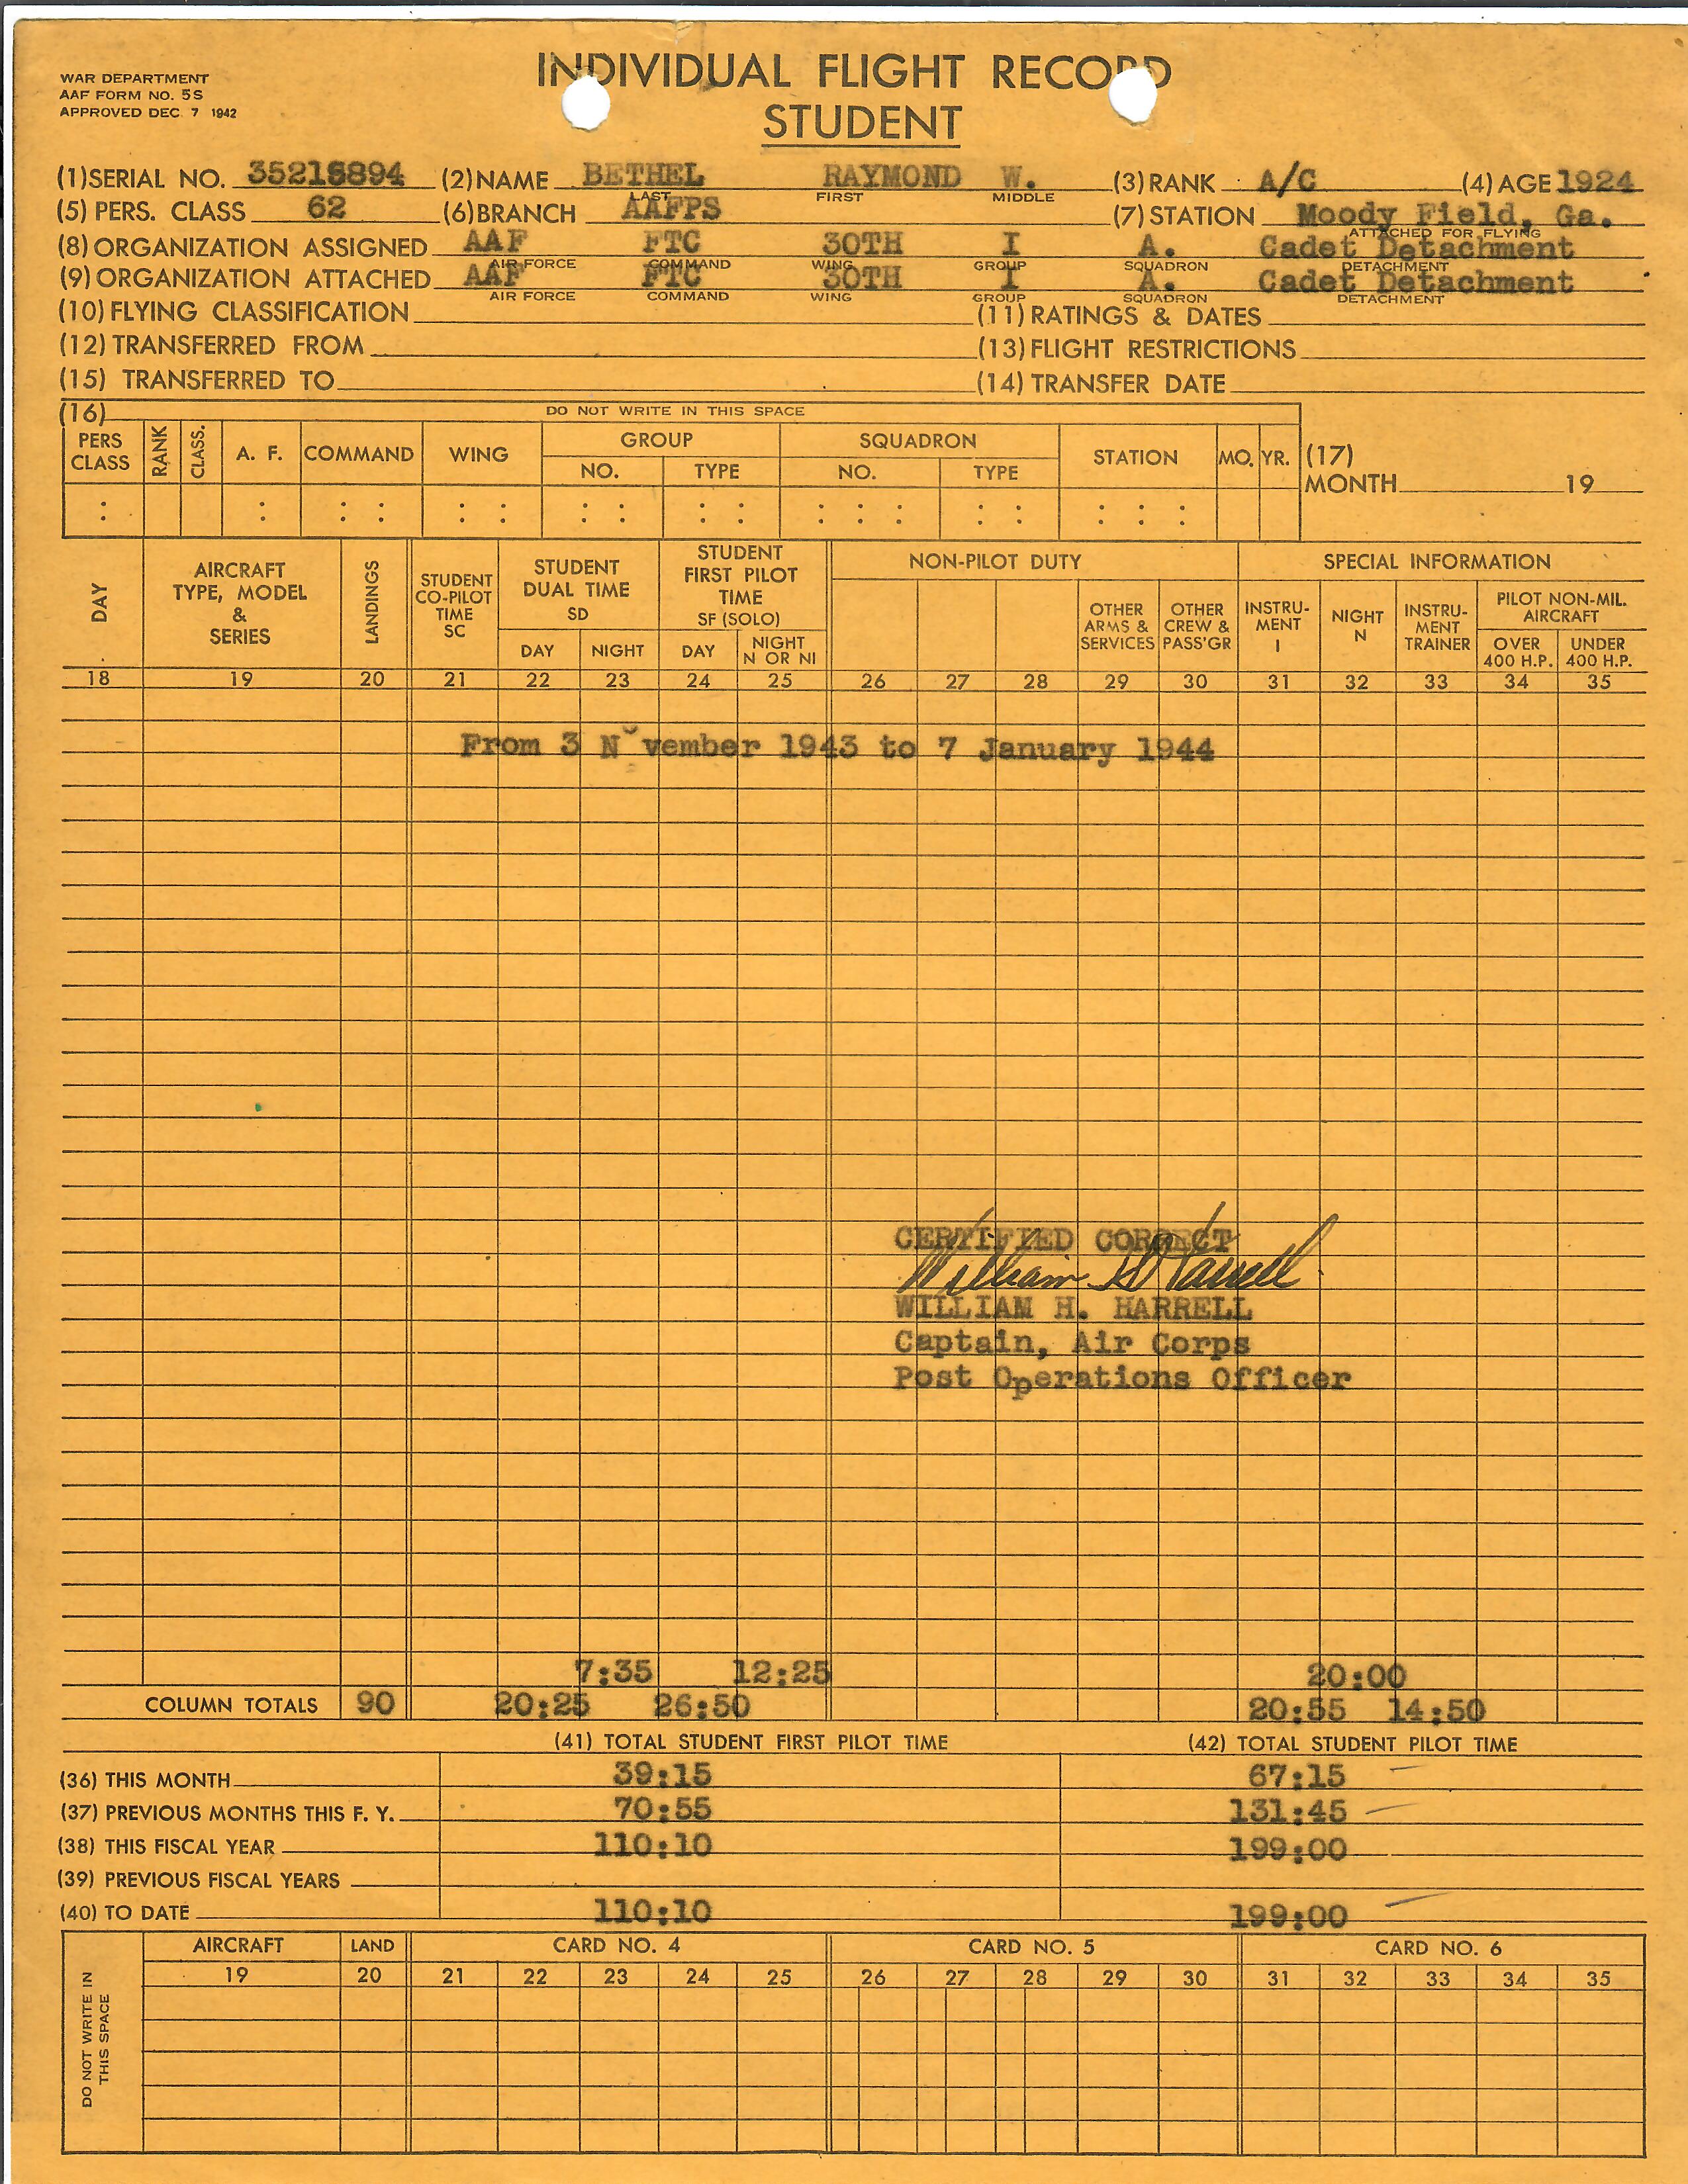 WAR DEPARTMENT
AAF FORM NO. 5S
APPROVED DEC. 7 1942
INDIVIDUAL FLIGHT RECORD
STUDENT
(1) SERIAL NO. 35216894 (2) NAME BETHEL RAYMOND W. (3) RANK A/C (4) AGE 1924
LAST FIRST MIDDLE
(5) PERS. CLASS 62 (6) BRANCH AAFPS (7) STATION Moody Field, Ga.
ATTACHED FOR FLYING
(8) ORGANIZATION ASSIGNED AAF FTC 30TH I A. Cadet Detachment
AIR FORCE COMMAND WING GROUP SQUADRON DETACHMENT
(9) ORGANIZATION ATTACHED AAF FTC 30TH I A. Cadet Detachment
AIR FORCE COMMAND WING GROUP SQUADRON DETACHMENT
(10) FLYING CLASSIFICATION (11) RATINGS & DATES
(12) TRANSFERRED FROM (13) FLIGHT RESTRICTIONS
(15) TRANSFERRED TO (14) TRANSFER DATE
(16) DO NOT WRITE IN THIS SPACE
PERS CLASS RANK CLASS. A. F. COMMAND WING GROUP NO. TYPE SQUADRON NO. TYPE STATION MO. YR. (17)
MONTH 19
DAY AIRCRAFT TYPE, MODEL & SERIES LANDINGS STUDENT CO-PILOT TIME SC STUDENT DUAL TIME SD DAY NIGHT STUDENT FIRST PILOT TIME SF (SOLO) DAY NIGHT N OR NI NON-PILOT DUTY OTHER ARMS & SERVICES OTHER CREW & PASS'GR SPECIAL INFORMATION INSTRU-MENT I NIGHT N INSTRU-MENT TRAINER PILOT NON-MIL. AIRCRAFT OVER 400 H.P. UNDER 400 H.P.
18 19 20 21 22 23 24 25 26 27 28 29 30 31 32 33 34 35
From 3 November 1943 to 7 January 1944
CERTIFIED CORRECT
William H Harrell
WILLIAM H. HARRELL
Captain, Air Corps
Post Operations Officer
7:35 12:25 20:00
COLUMN TOTALS 90 20:25 26:50 20:55 14:50
(41) TOTAL STUDENT FIRST PILOT TIME (42) TOTAL STUDENT PILOT TIME
(36) THIS MONTH 39:15 67:15
(37) PREVIOUS MONTHS THIS F. Y. 70:55 131:45
(38) THIS FISCAL YEAR 110:10 199:00
(39) PREVIOUS FISCAL YEARS
(40) TO DATE 110:10 199:00
DO NOT WRITE IN THIS SPACE
AIRCRAFT LAND CARD NO. 4 CARD NO. 5 CARD NO. 6
19 20 21 22 23 24 25 26 27 28 29 30 31 32 33 34 35